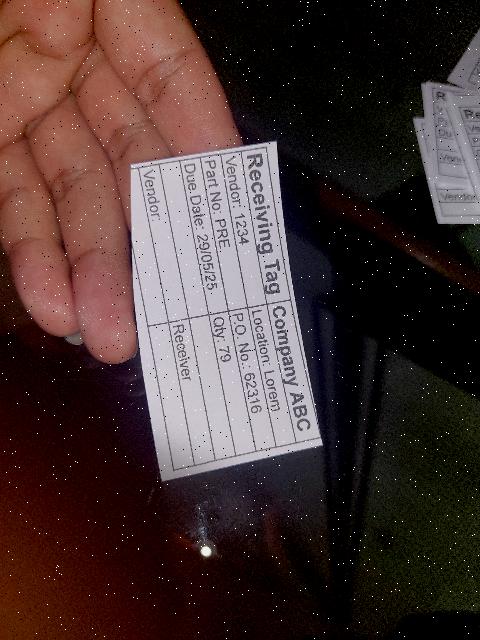 Receiving Tag Company ABC
Vendor: 1234 Location: Lorem
Part No: PRE P.O. No.: 62316
Due Date: 29/05/25 Qty: 79
Vendor Receiver
Vendor